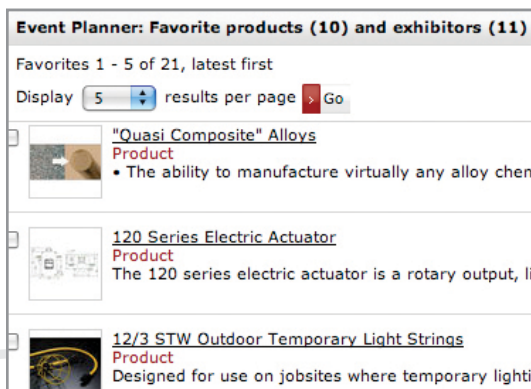 Event Planner: Favorite products (10) and exhibitors (11)
Favorites 1 - 5 of 21, latest first
Display 5 results per page Go
"Quasi Composite" Alloys
Product
• The ability to manufacture virtually any alloy
120 Series Electric Actuator
Product
The 120 series electric actuator is a rotary output,
12/3 STW Outdoor Temporary Light Strings
Product
Designed for use on jobsites where temporary